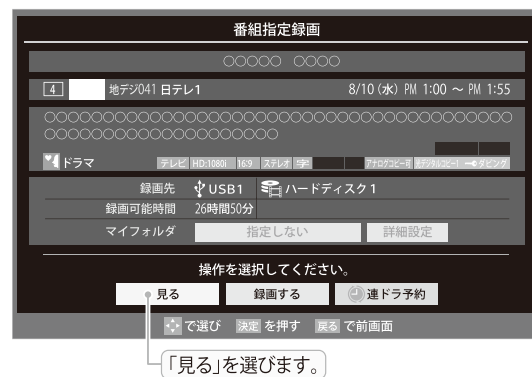 番組指定録画
○○○○○ ○○○○
4 地デジ041 日テレ1 8/10 (水) PM 1:00 ～ PM 1:55
○○○○○○○○○○○○○○○○○○○○○○○○○○○○○○○○○○○○○○
○○○○○○○○○○○○○○○○○○○
ドラマ テレビ HD:1080i 16:9 ステレオ 字 アナログコピー可 ダビング
録画先 USB1 ハードディスク1
録画可能時間 26時間50分
マイフォルダ 指定しない 詳細設定
操作を選択してください。
見る 録画する 連ドラ予約
で選び 決定 を押す 戻る で前画面
「見る」を選びます。